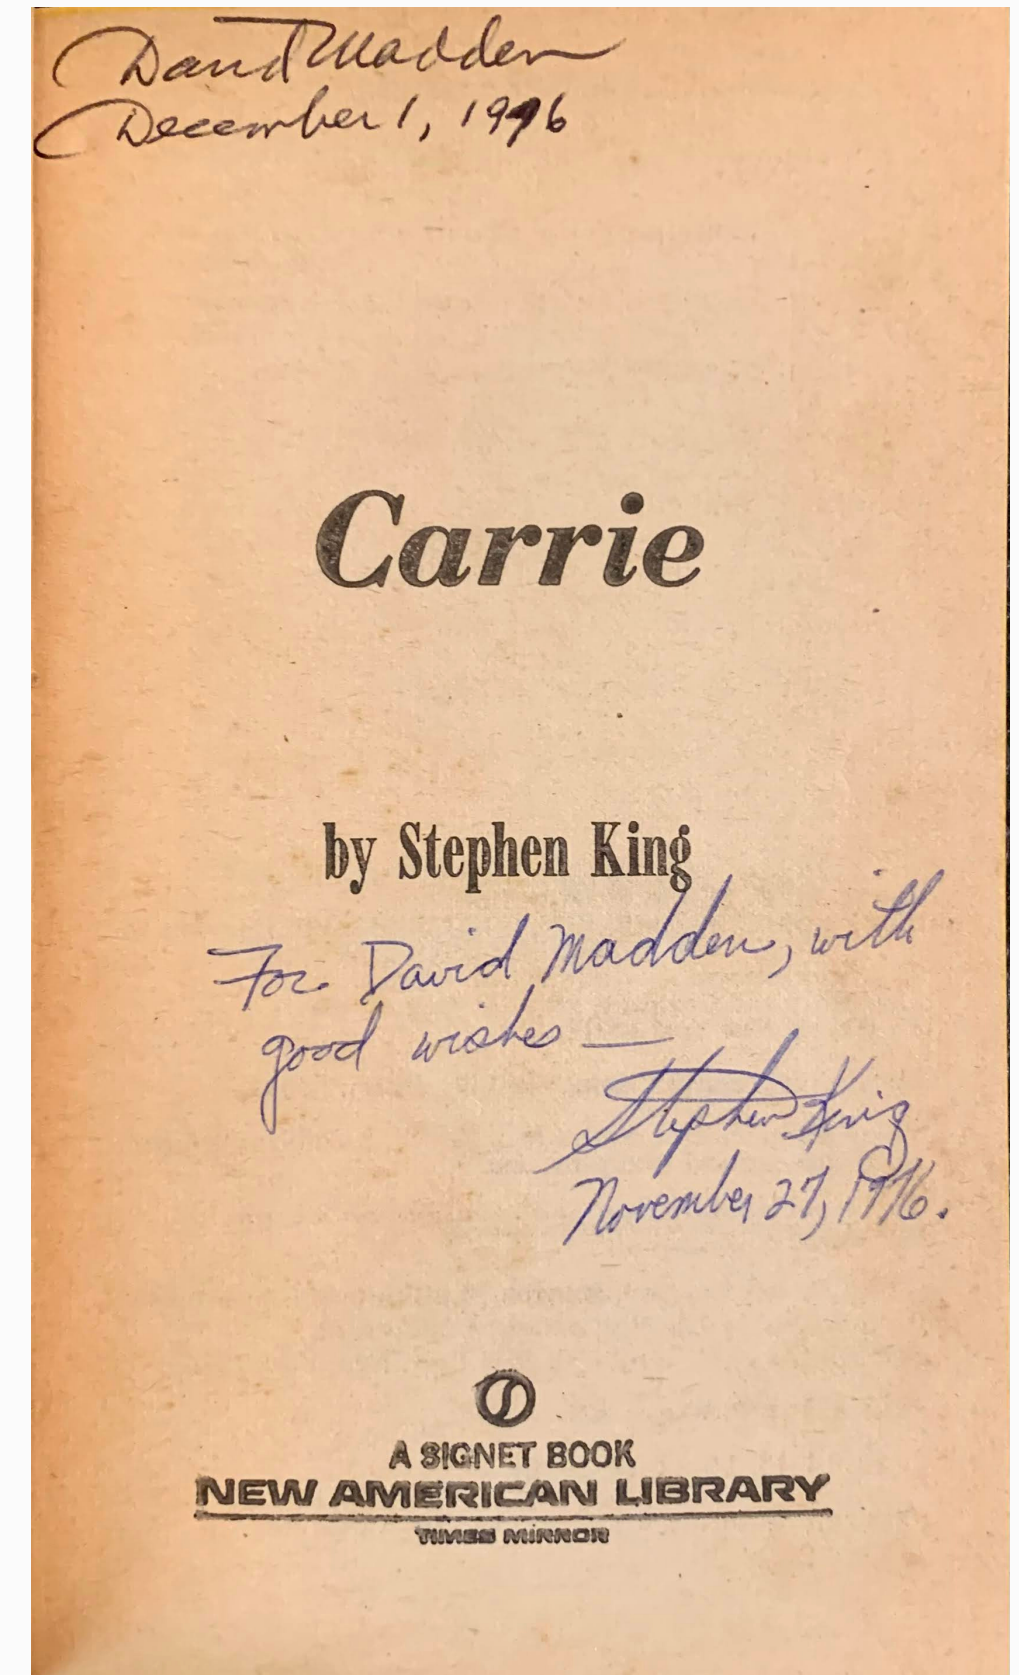 David Madden
December 1, 1976
Carrie
by Stephen King
For David Madden, with
good wishes —
Stephen King
November 27, 1976.
A SIGNET BOOK
NEW AMERICAN LIBRARY
TIMES MIRROR